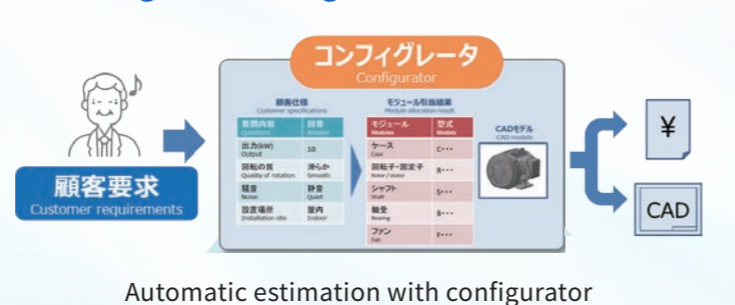 コンフィグレータ
Configurator
顧客要求
Customer requirements
顧客仕様
Customer specifications
質問内容 回答
Questions Answer
出力(kW) 10
Output
回転の質 滑らか
Quality of rotation Smooth
騒音 静音
Noise Quiet
設置場所 屋内
Installation site Indoor
モジュール引当結果
Module allocation result
モジュール 型式
Modules Models
ケース C・・・
Case
回転子・固定子 R・・・
Rotor / stator
シャフト S・・・
Shaft
軸受 B・・・
Bearing
ファン F・・・
Fan
CADモデル
CAD models
¥
CAD
Automatic estimation with configurator